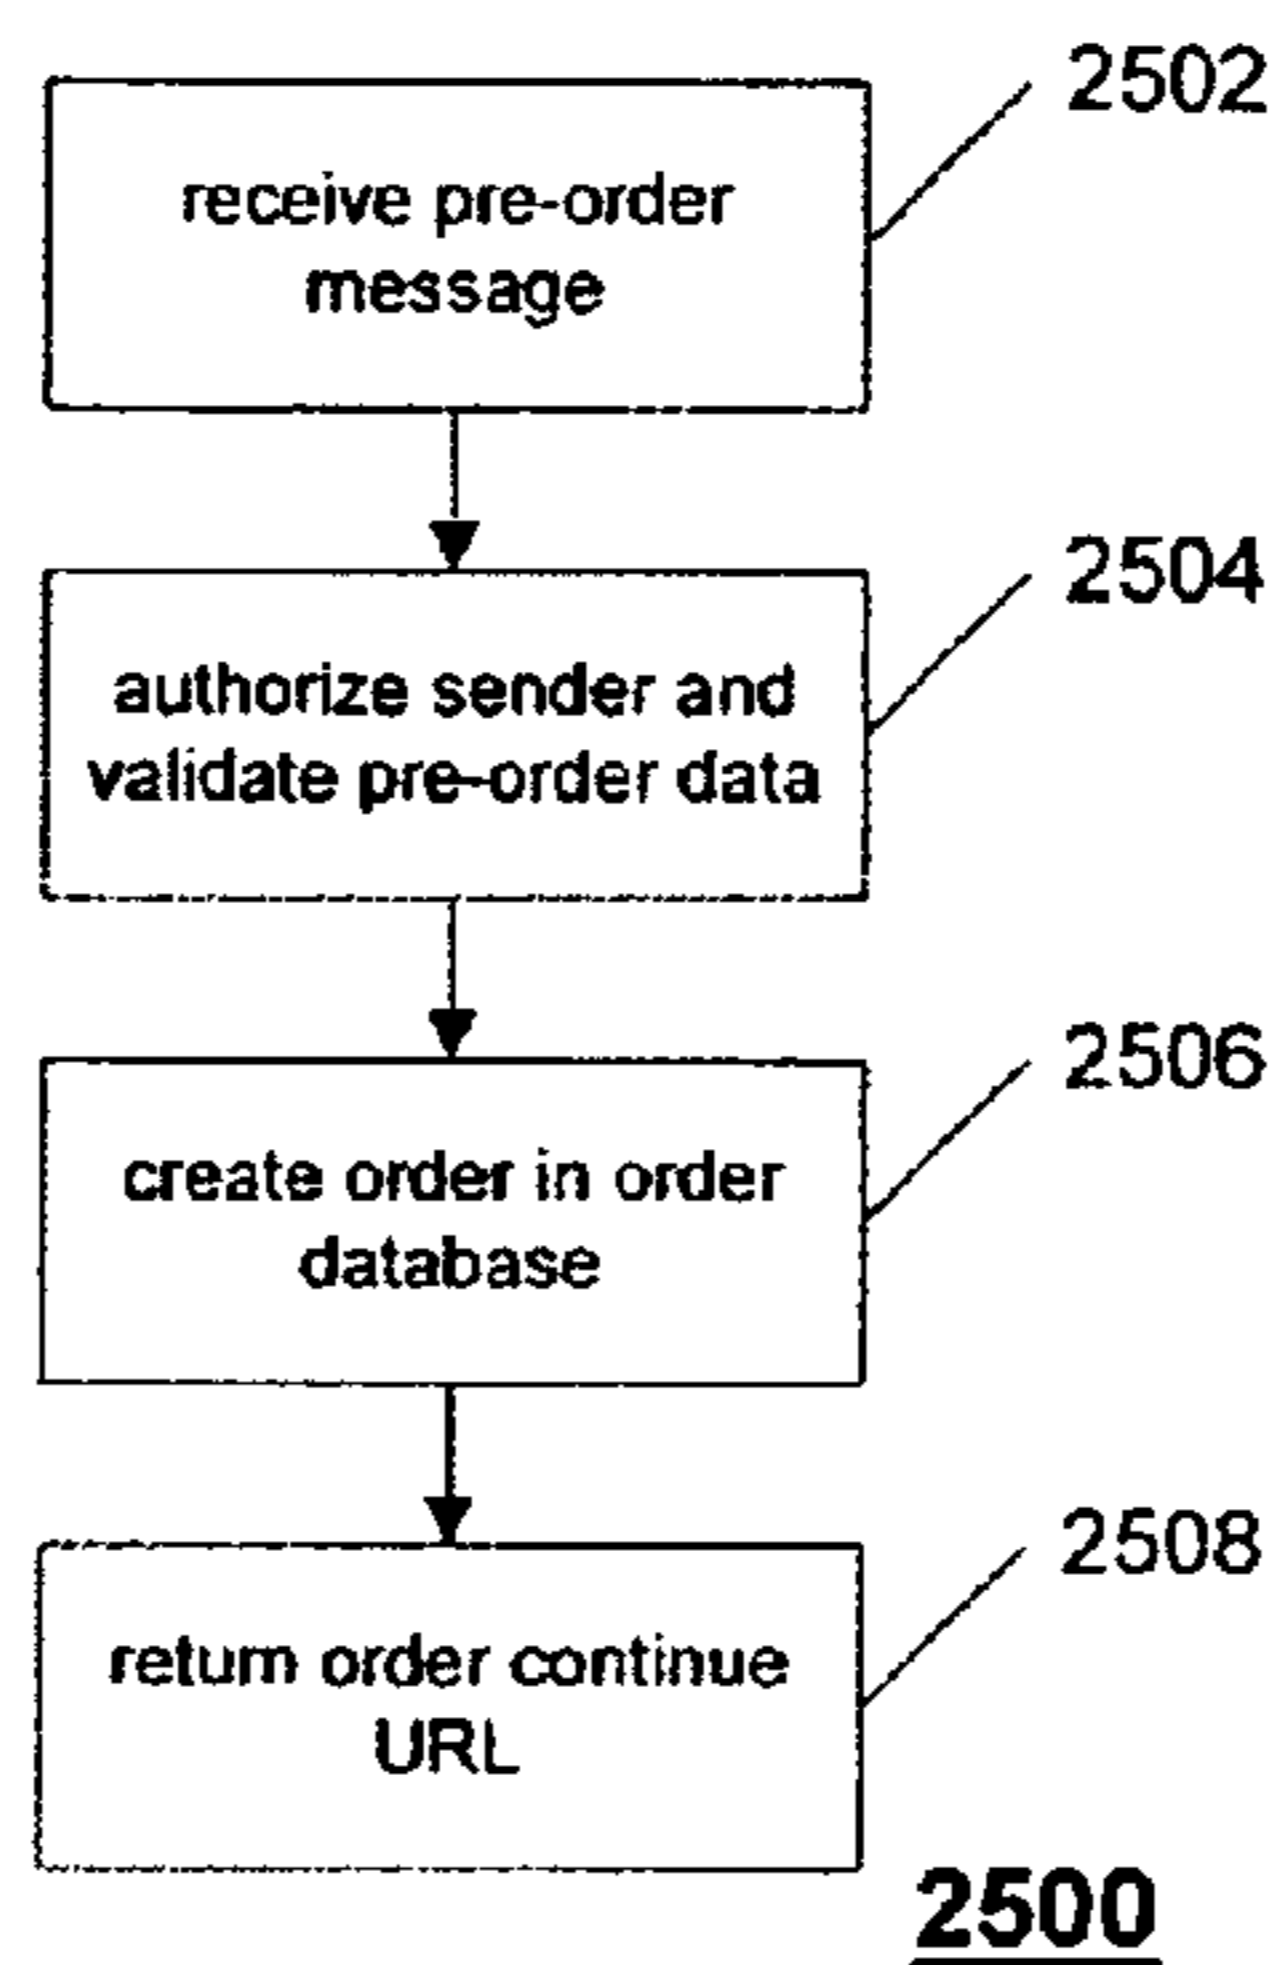 2502
receive pre-order
message
2504
authorize sender and
validate pre-order data
2506
create order in order
database
2508
return order continue
URL
2500